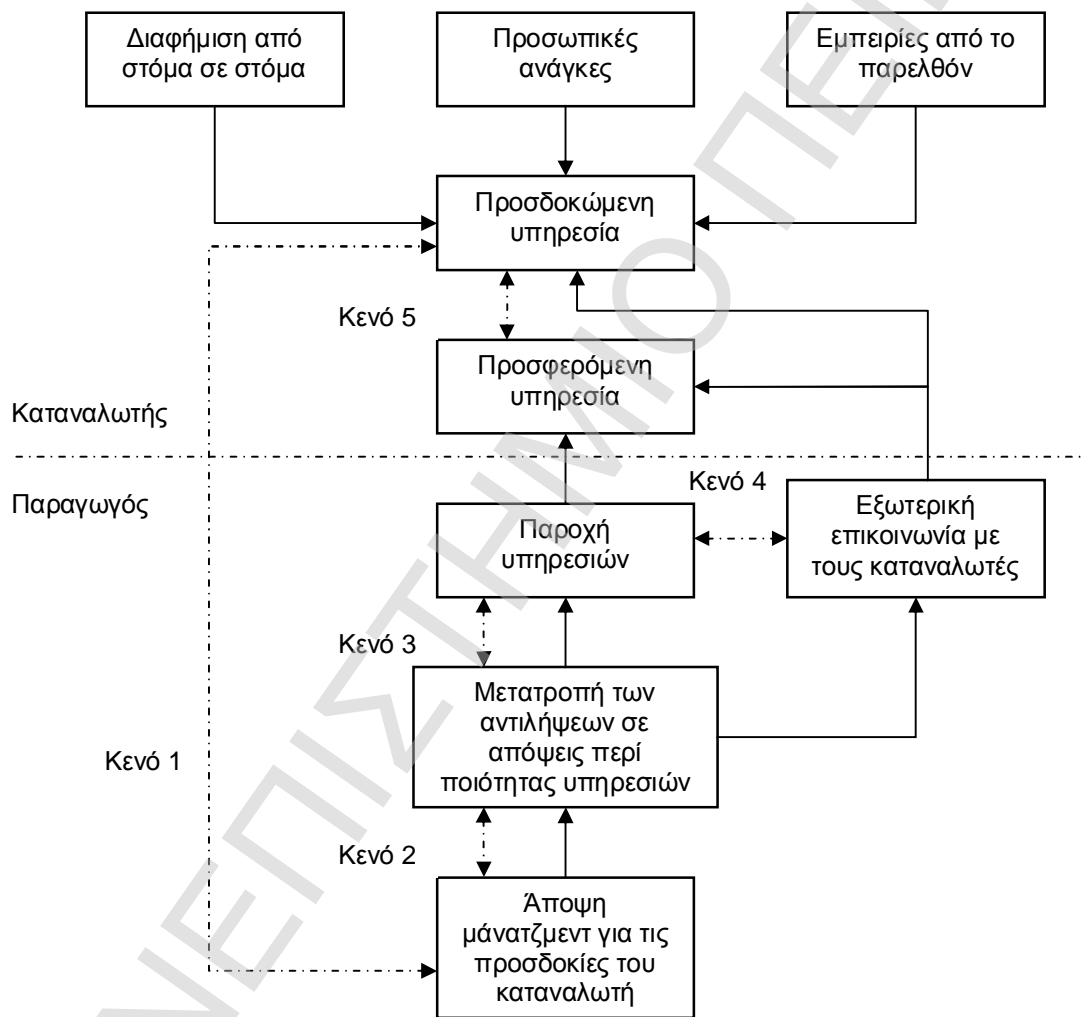 Διαφήμιση από
στόμα σε στόμα
Προσωπικές
ανάγκες
Εμπειρίες από το
παρελθόν
Προσδοκώμενη
υπηρεσία
Κενό 5
Προσφερόμενη
υπηρεσία
Καταναλωτής
Παραγωγός
Κενό 4
Παροχή
υπηρεσιών
Εξωτερική
επικοινωνία με
τους καταναλωτές
Κενό 3
Μετατροπή των
αντιλήψεων σε
απόψεις περί
ποιότητας υπηρεσιών
Κενό 1
Κενό 2
Άποψη
μάνατζμεντ για τις
προσδοκίες του
καταναλωτή
ΝΕΠΙΣΤΗΜΙΟ ΠΕ